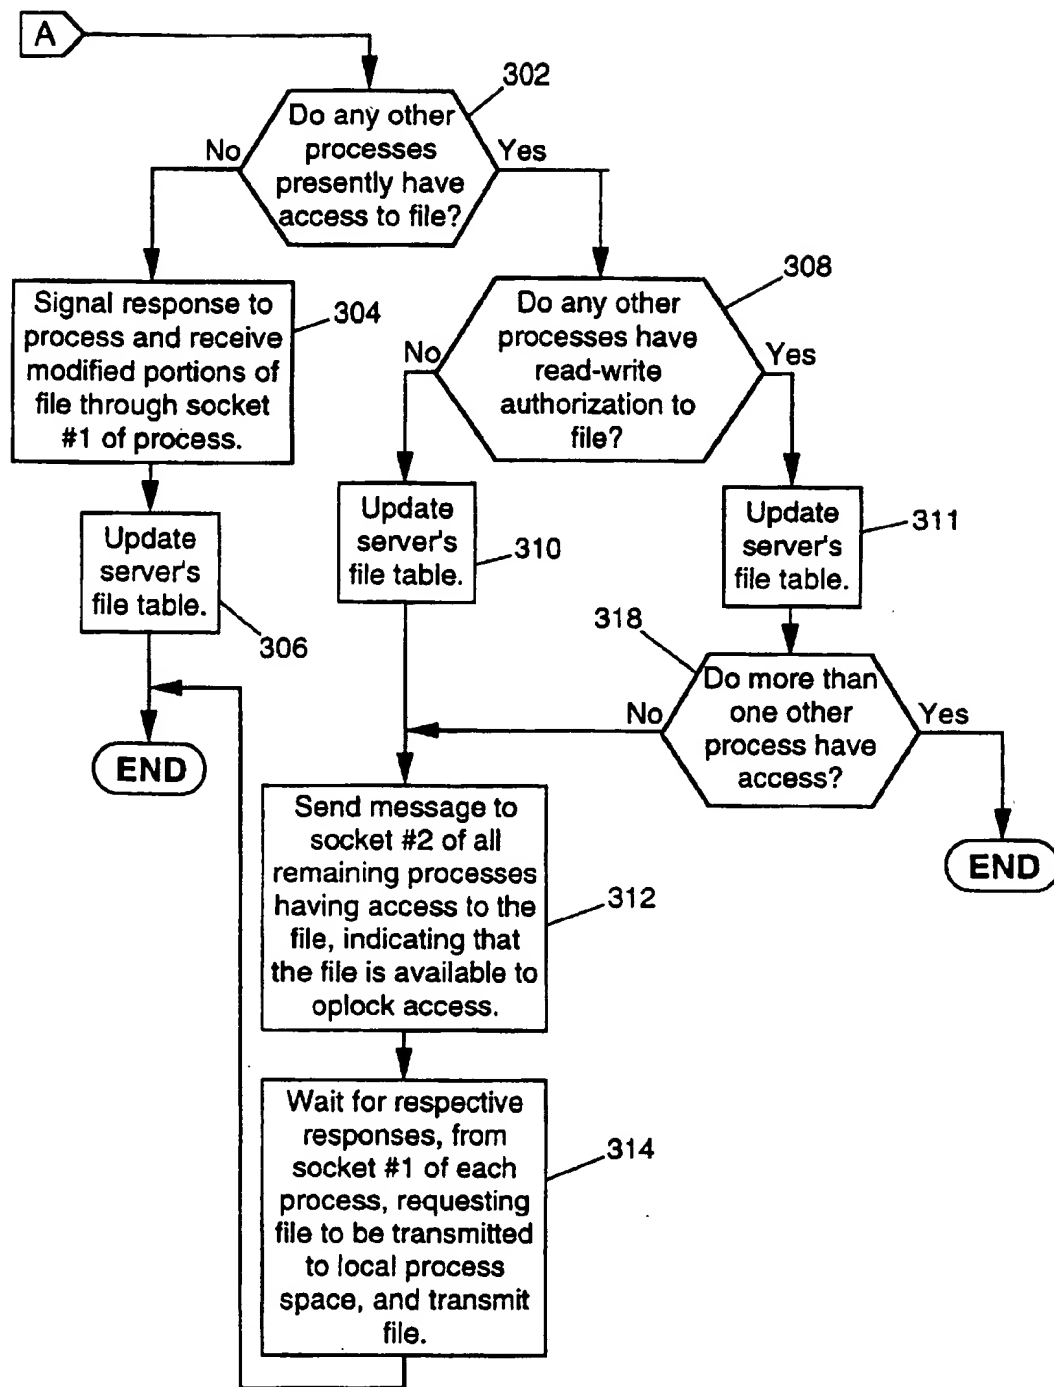 A
302
Do any other
processes
presently have
access to file?
No
Yes
308
Signal response to
process and receive
modified portions of
file through socket
#1 of process.
304
Do any other
processes have
read-write
authorization to
file?
No
Yes
Update
server's
file table.
306
Update
server's
file table.
310
Update
server's
file table.
311
318
Do more than
one other
process have
access?
No
Yes
END
END
Send message to
socket #2 of all
remaining processes
having access to the
file, indicating that
the file is available to
oplock access.
312
Wait for respective
responses, from
socket #1 of each
process, requesting
file to be transmitted
to local process
space, and transmit
file.
314